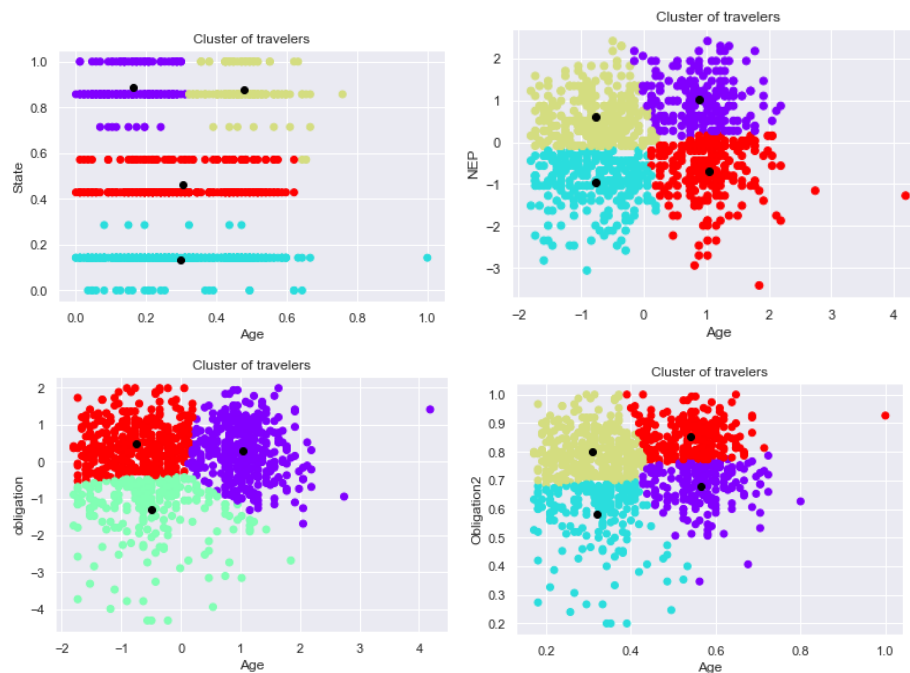 Cluster of travelers
State
1.0
0.8
0.6
0.4
0.2
0.0
0.0 0.2 0.4 0.6 0.8 1.0
Age
Cluster of travelers
NEP
2
1
0
−1
−2
−3
−2 −1 0 1 2 3 4
Age
Cluster of travelers
obligation
2
1
0
−1
−2
−3
−4
−2 −1 0 1 2 3 4
Age
Cluster of travelers
Obligation2
1.0
0.9
0.8
0.7
0.6
0.5
0.4
0.3
0.2
0.2 0.4 0.6 0.8 1.0
Age